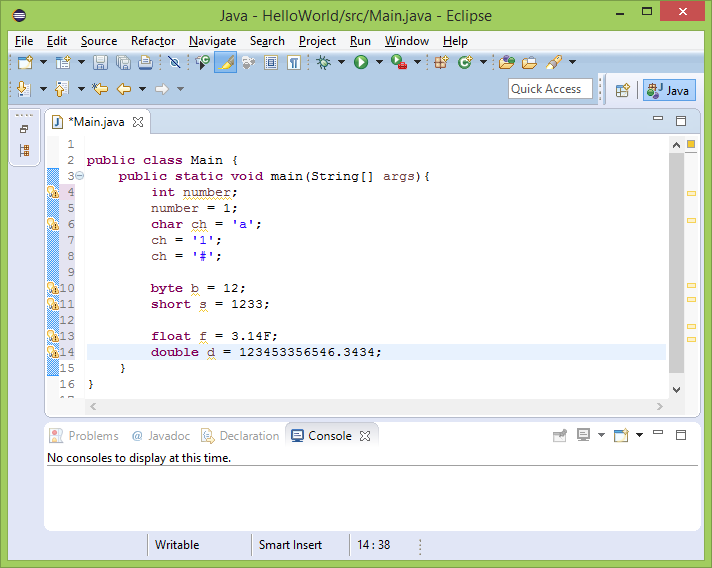 Java - HelloWorld/src/Main.java - Eclipse
File Edit Source Refactor Navigate Search Project Run Window Help
Quick Access
Java
*Main.java
1
2 public class Main {
3 public static void main(String[] args){
4 int number;
5 number = 1;
6 char ch = 'a';
7 ch = '1';
8 ch = '#';
9
10 byte b = 12;
11 short s = 1233;
12
13 float f = 3.14F;
14 double d = 123453356546.3434;
15 }
16 }
17
Problems @ Javadoc Declaration Console
No consoles to display at this time.
Writable Smart Insert 14 : 38